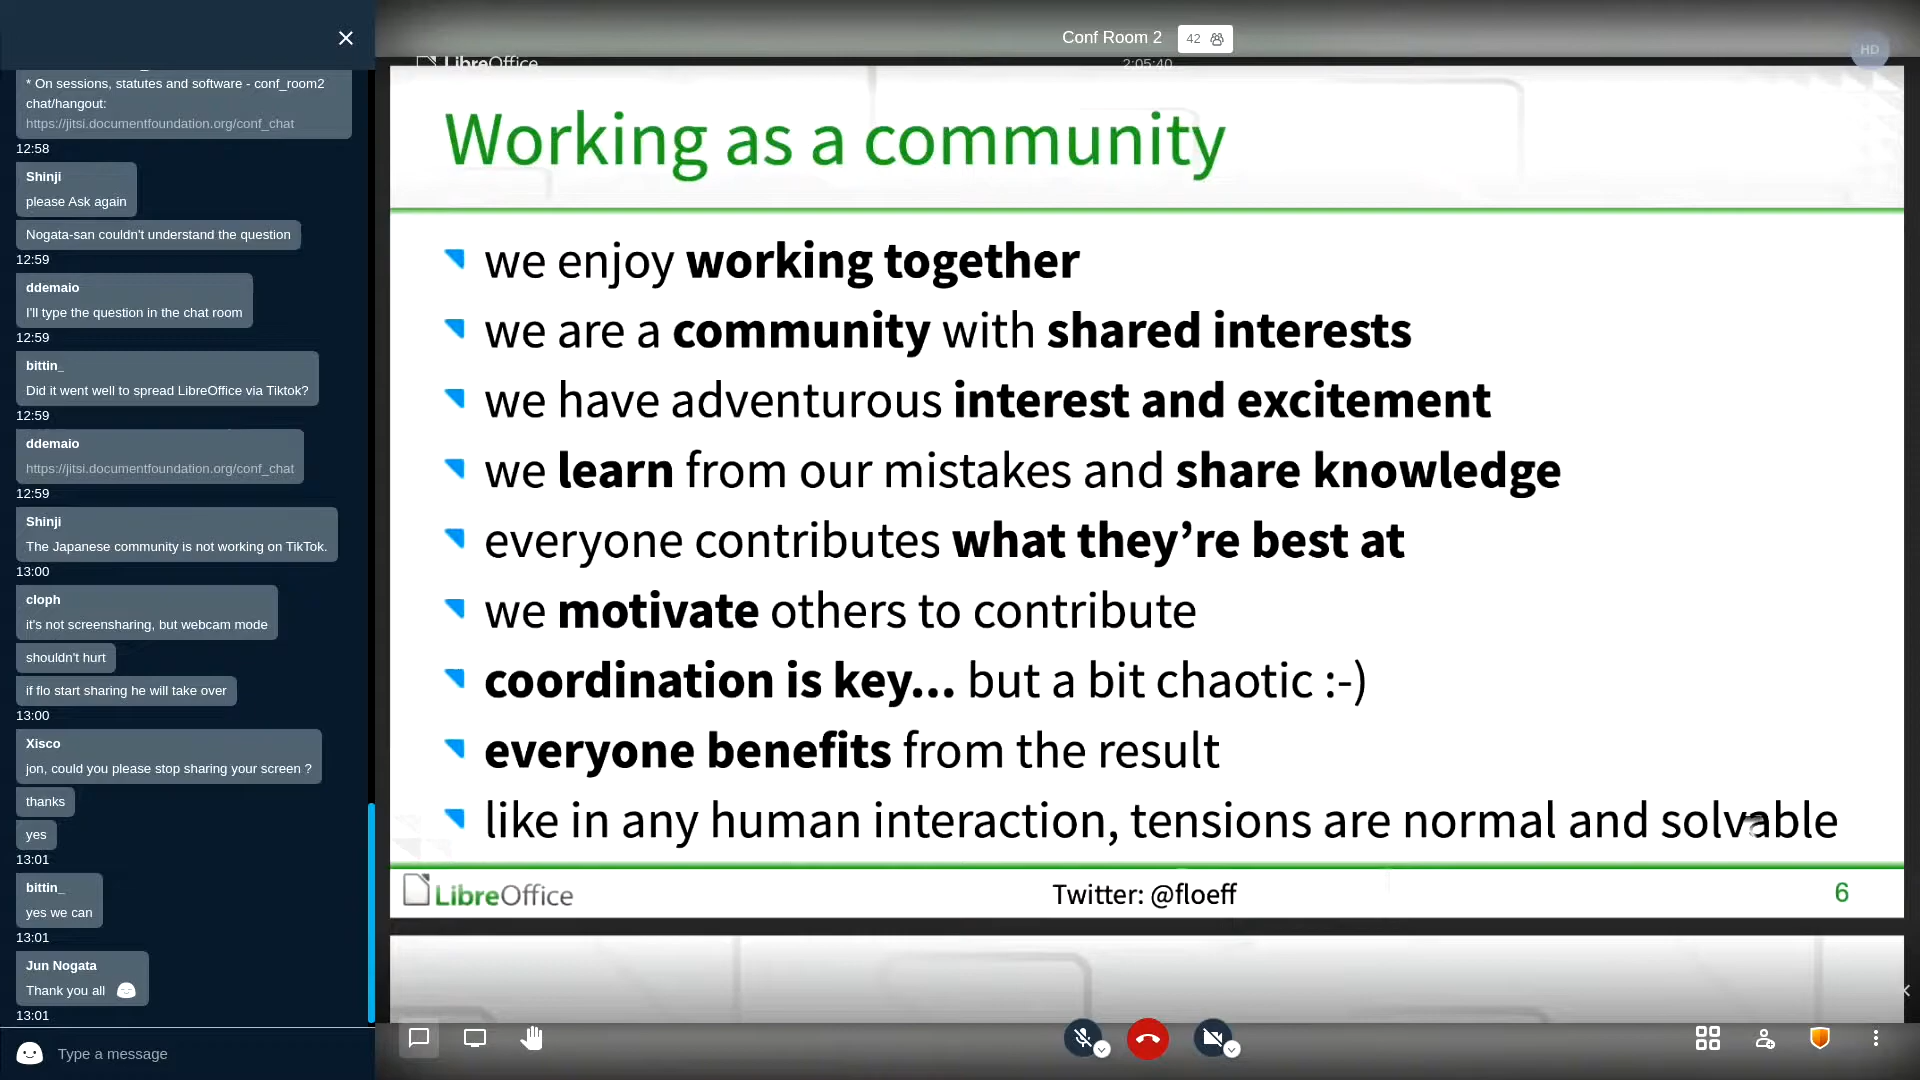 * On sessions, statutes and software - conf_room2
chat/hangout:
https://jitsi.documentfoundation.org/conf_chat
12:58
Shinji
please Ask again
Nogata-san couldn't understand the question
12:59
ddemaio
I'll type the question in the chat room
12:59
bittin_
Did it went well to spread LibreOffice via Tiktok?
12:59
ddemaio
https://jitsi.documentfoundation.org/conf_chat
12:59
Shinji
The Japanese community is not working on TikTok.
13:00
cloph
it's not screensharing, but webcam mode
shouldn't hurt
if flo start sharing he will take over
13:00
Xisco
jon, could you please stop sharing your screen ?
thanks
yes
13:01
bittin_
yes we can
13:01
Jun Nogata
Thank you all
13:01
Type a message
Conf Room 2
42
HD
LibreOffice
2:05:40
Working as a community
we enjoy working together
we are a community with shared interests
we have adventurous interest and excitement
we learn from our mistakes and share knowledge
everyone contributes what they’re best at
we motivate others to contribute
coordination is key... but a bit chaotic :-)
everyone benefits from the result
like in any human interaction, tensions are normal and solvable
LibreOffice
Twitter: @floeff
6